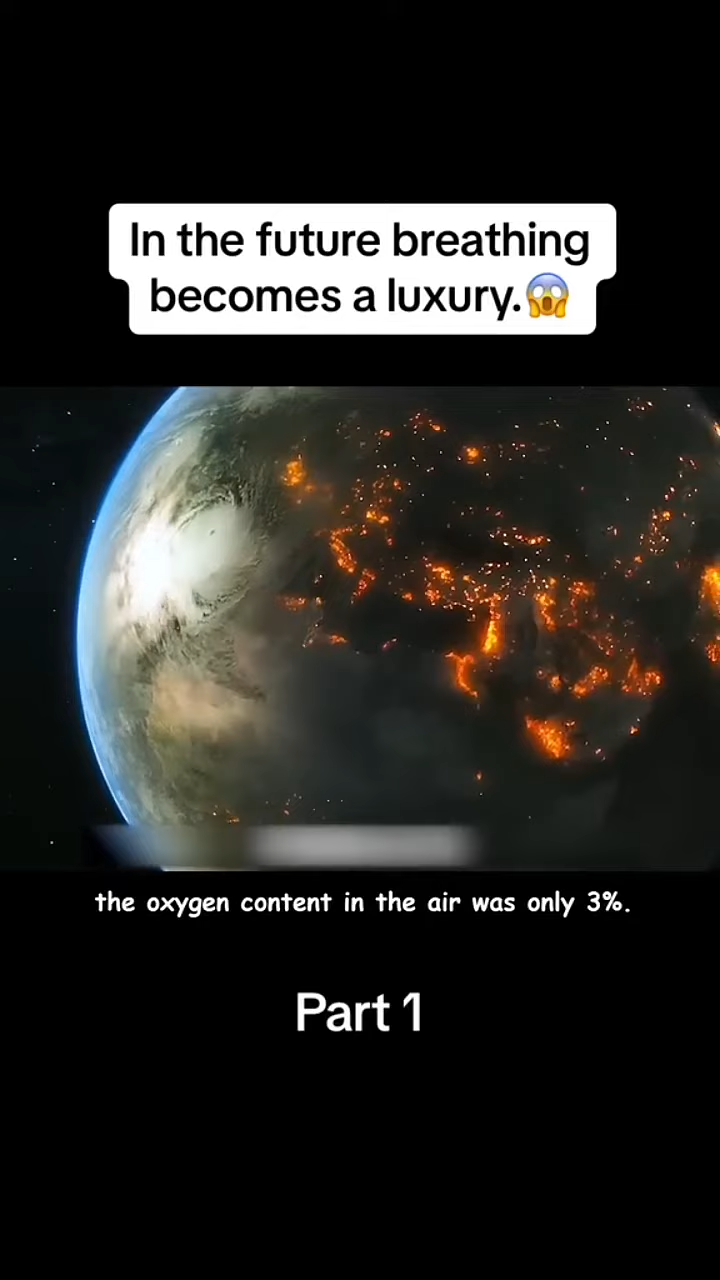 In the future breathing
becomes a luxury.😱
the oxygen content in the air was only 3%.
Part 1